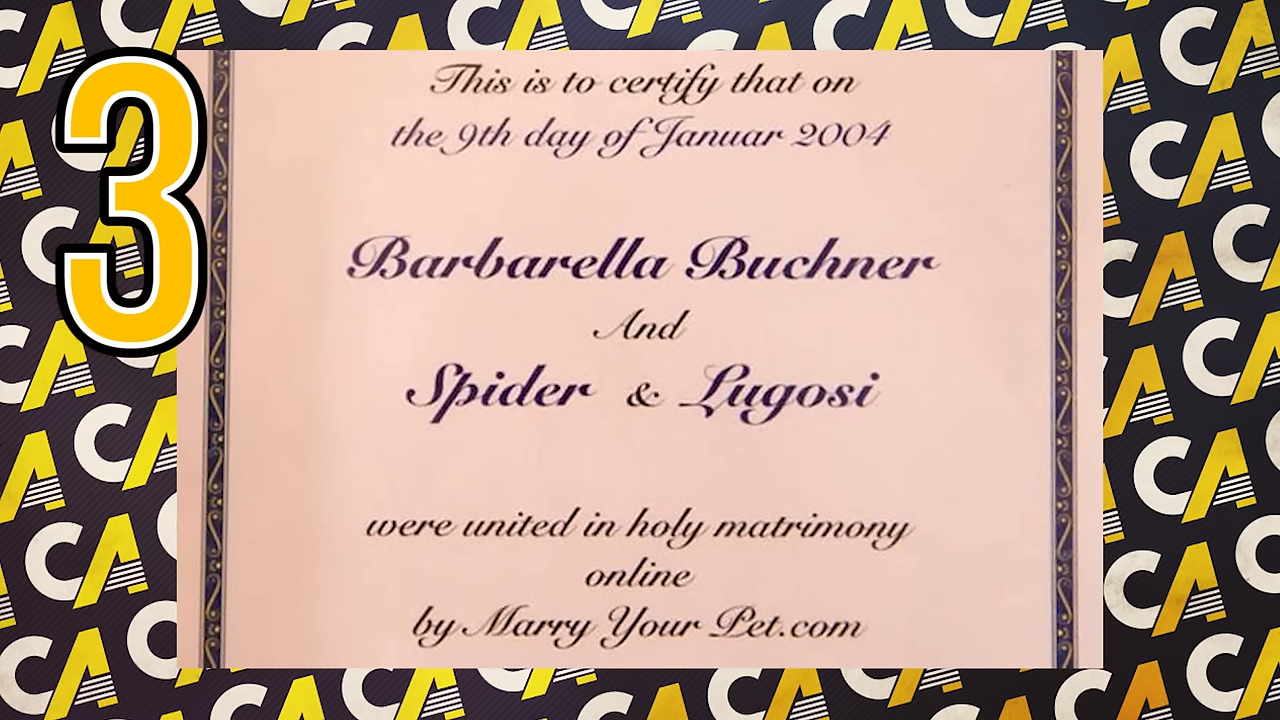 3
This is to certify that on
the 9th day of Januar 2004
Barbarella Buchner
And
Spider & Lugosi
were united in holy matrimony
online
by Marry Your Pet.com